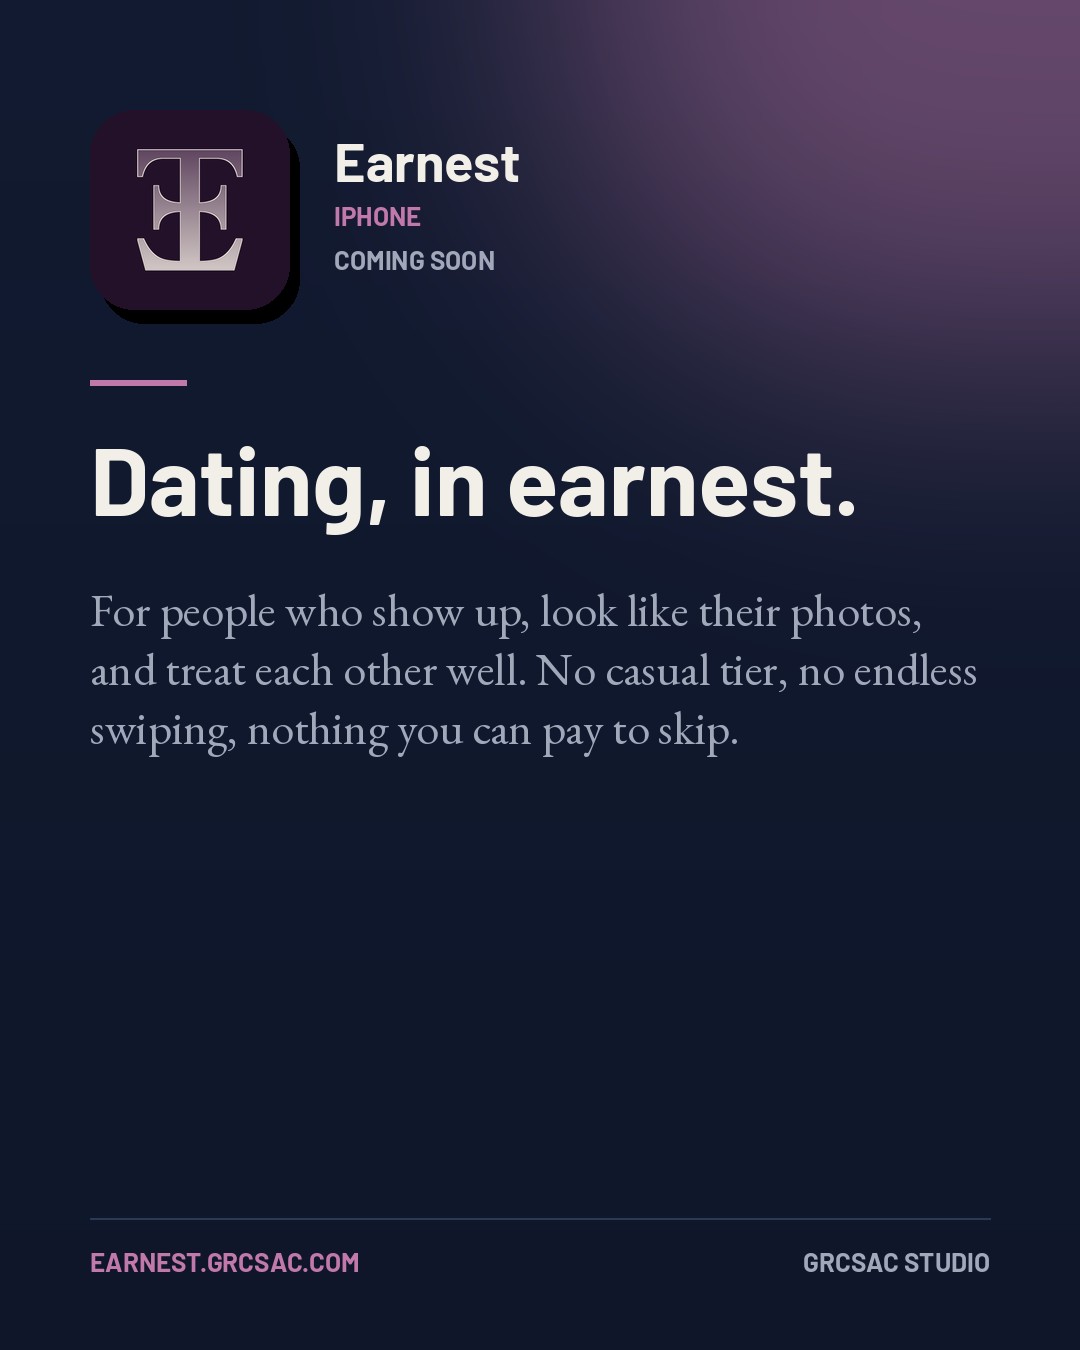 Earnest
IPHONE
COMING SOON
Dating, in earnest.
For people who show up, look like their photos,
and treat each other well. No casual tier, no endless
swiping, nothing you can pay to skip.
EARNEST.GRCSAC.COM
GRCSAC STUDIO